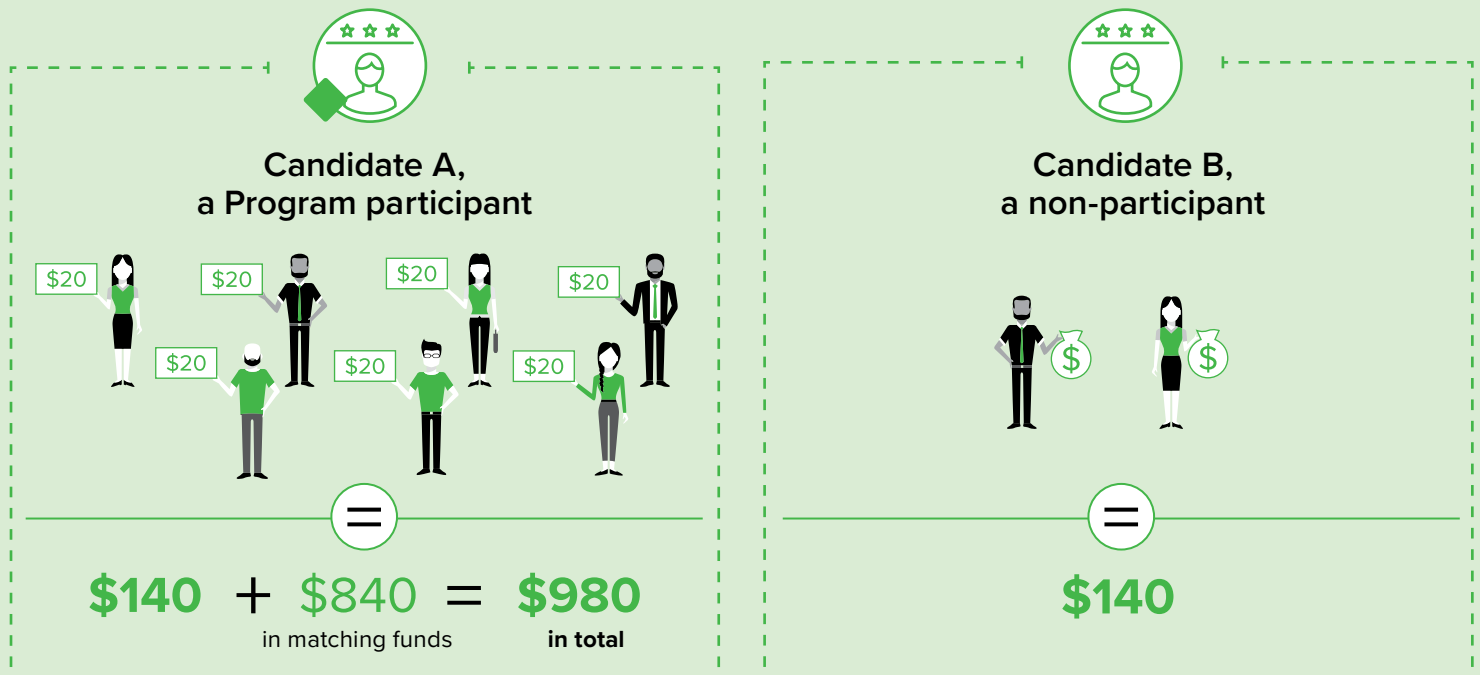 Candidate A,
a Program participant
$20
$20
$20
$20
$20
$20
$20
=
$140 + $840 = $980
in matching funds
in total
Candidate B,
a non-participant
$
$
=
$140